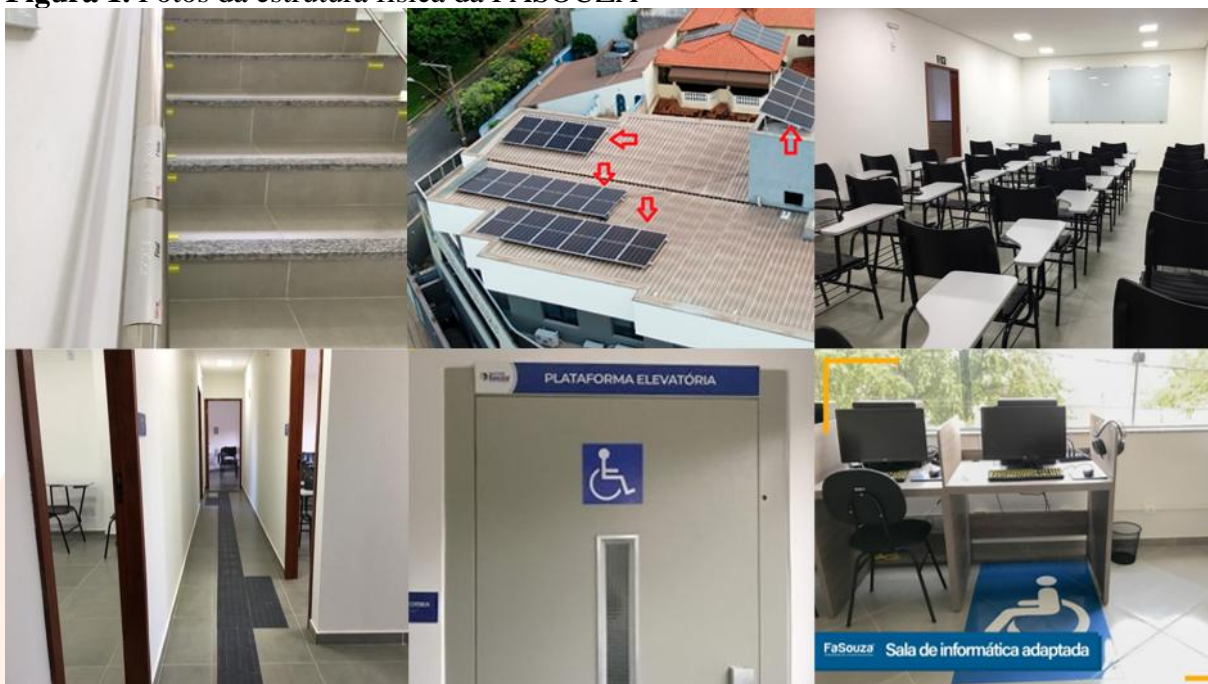 Figura 1. Fotos da estrutura física da FASOUZA
PLATAFORMA ELEVATÓRIA
FaSouza
Sala de informática adaptada